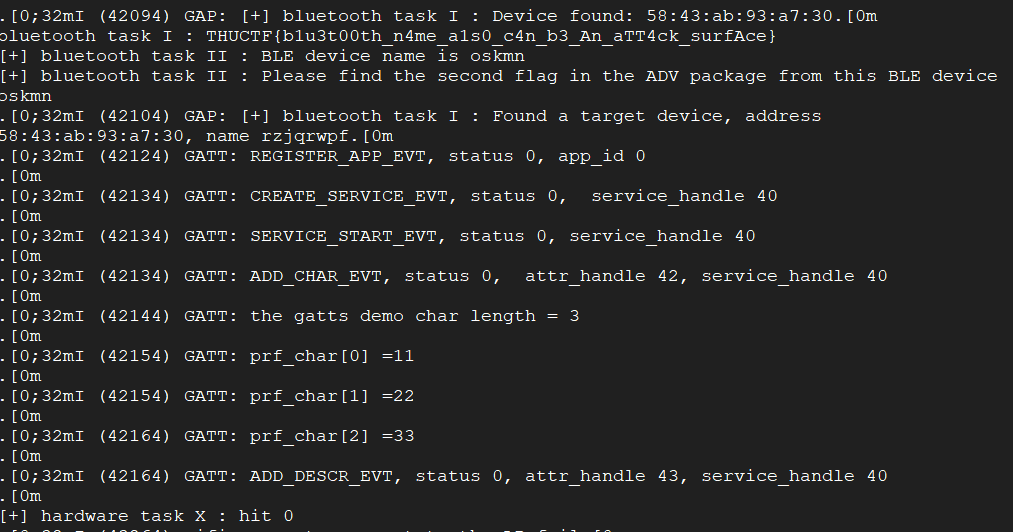 .[0;32mI (42094) GAP: [+] bluetooth task I : Device found: 58:43:ab:93:a7:30.[0m
bluetooth task I : THUCTF{b1u3t00th_n4me_a1s0_c4n_b3_An_aTT4ck_surfAce}
[+] bluetooth task II : BLE device name is oskmn
[+] bluetooth task II : Please find the second flag in the ADV package from this BLE device
oskmn
.[0;32mI (42104) GAP: [+] bluetooth task I : Found a target device, address
58:43:ab:93:a7:30, name rzjqrwpf.[0m
.[0;32mI (42124) GATT: REGISTER_APP_EVT, status 0, app_id 0
.[0m
.[0;32mI (42134) GATT: CREATE_SERVICE_EVT, status 0,  service_handle 40
.[0m
.[0;32mI (42134) GATT: SERVICE_START_EVT, status 0, service_handle 40
.[0m
.[0;32mI (42134) GATT: ADD_CHAR_EVT, status 0,  attr_handle 42, service_handle 40
.[0m
.[0;32mI (42144) GATT: the gatts demo char length = 3
.[0m
.[0;32mI (42154) GATT: prf_char[0] =11
.[0m
.[0;32mI (42154) GATT: prf_char[1] =22
.[0m
.[0;32mI (42164) GATT: prf_char[2] =33
.[0m
.[0;32mI (42164) GATT: ADD_DESCR_EVT, status 0, attr_handle 43, service_handle 40
.[0m
[+] hardware task X : hit 0